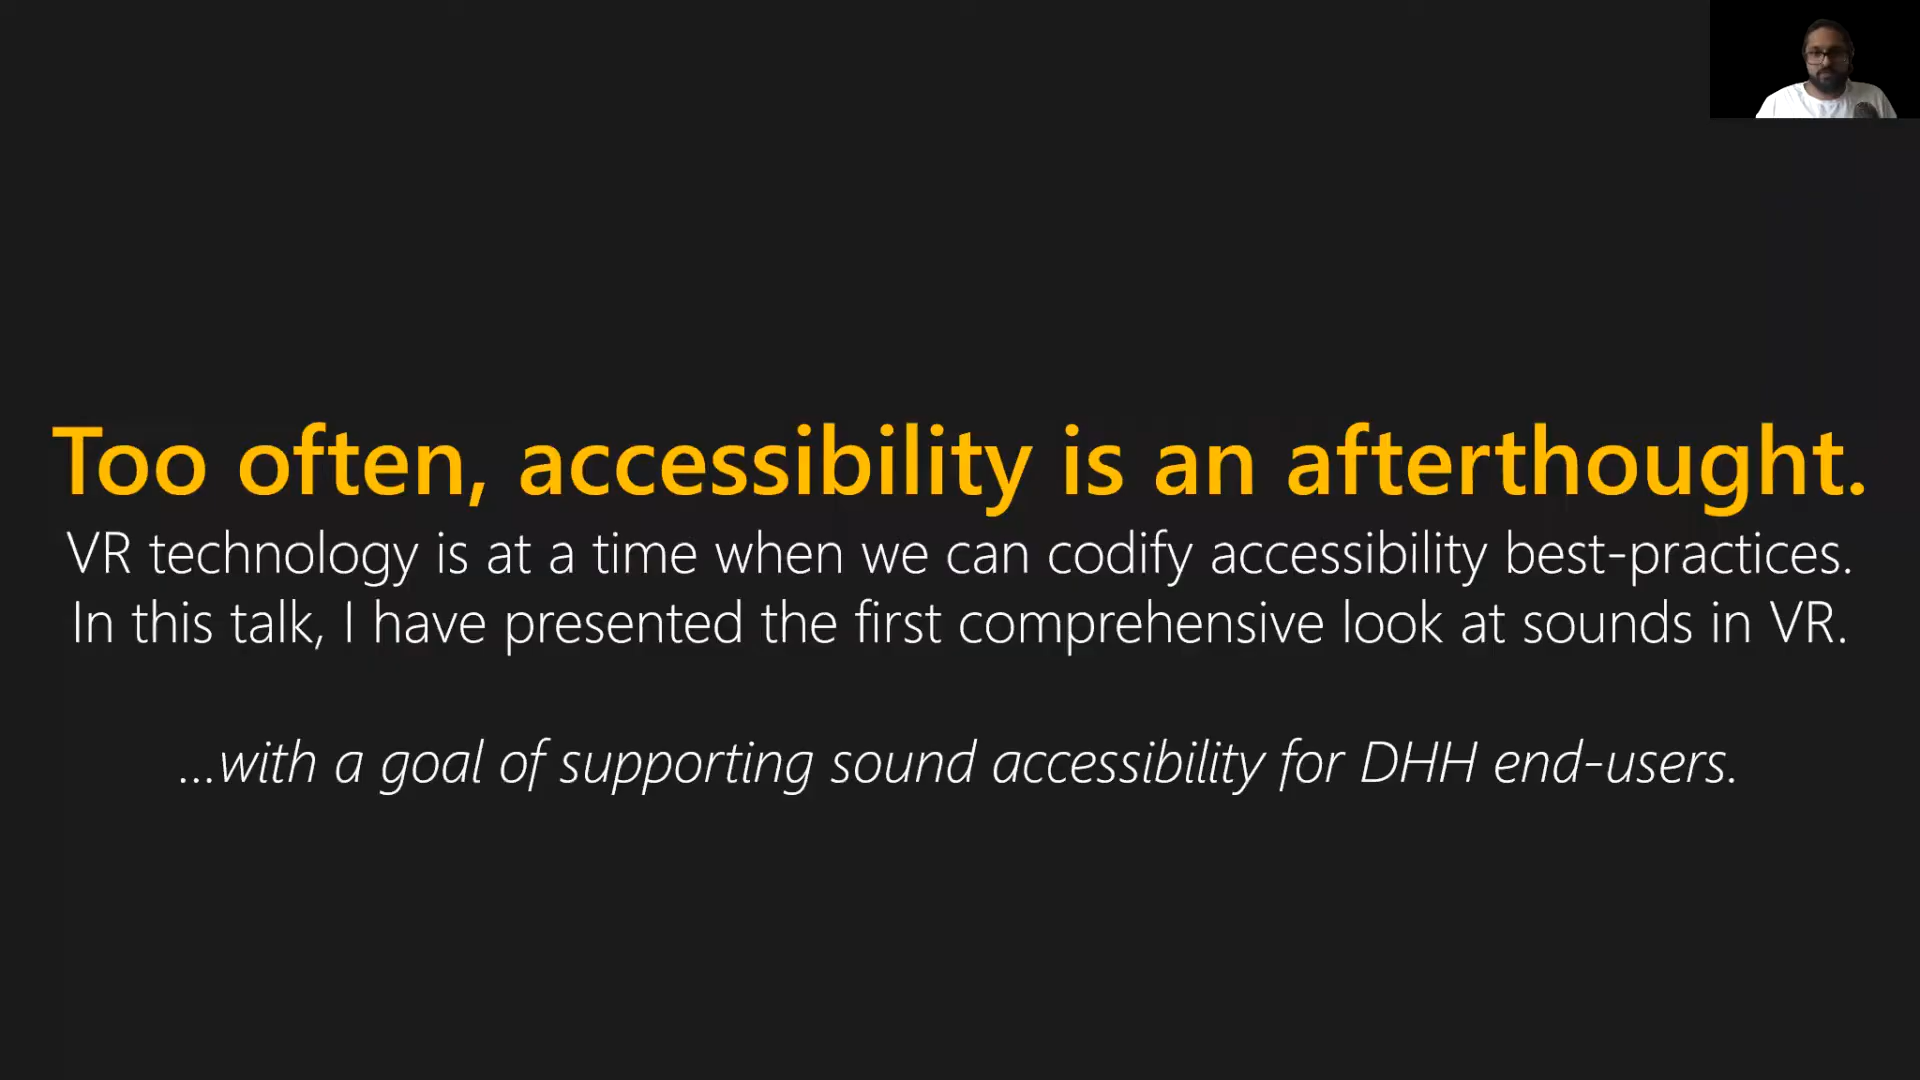 Too often, accessibility is an afterthought.
VR technology is at a time when we can codify accessibility best-practices.
In this talk, I have presented the first comprehensive look at sounds in VR.
...with a goal of supporting sound accessibility for DHH end-users.